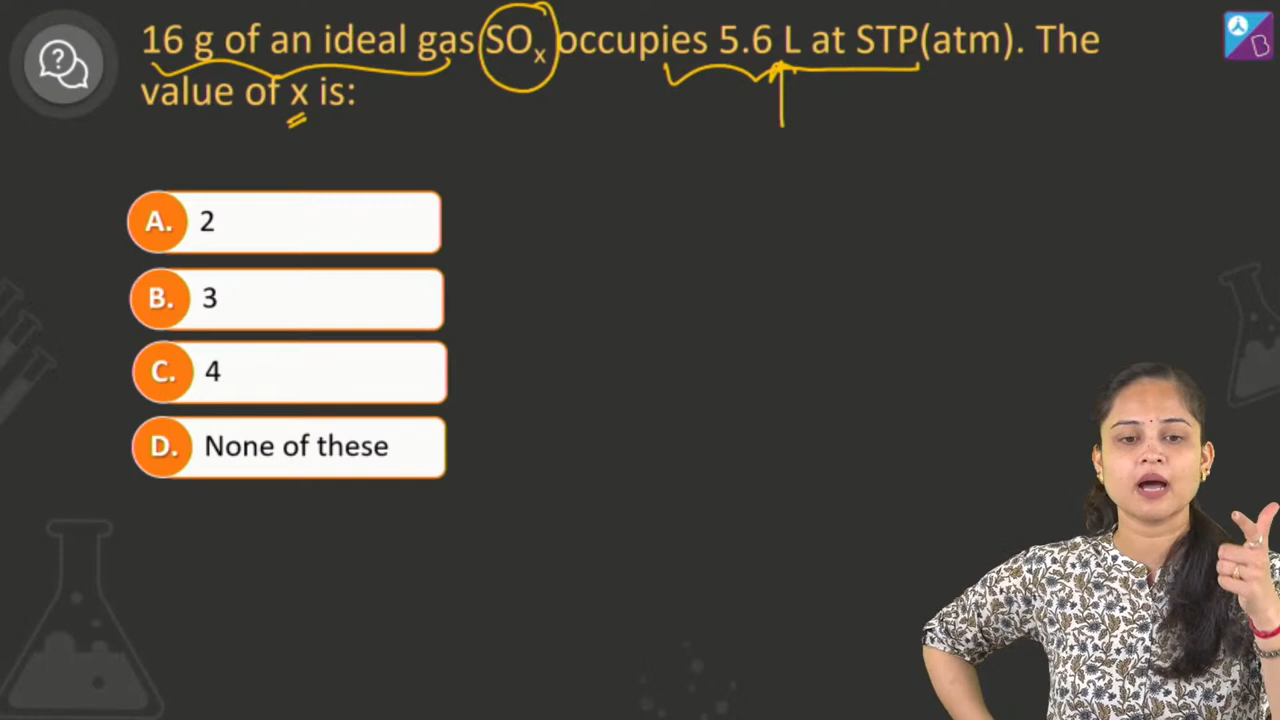 16 g of an ideal gas SOx occupies 5.6 L at STP(atm). The
value of x is:
A. 2
B. 3
C. 4
D. None of these
B